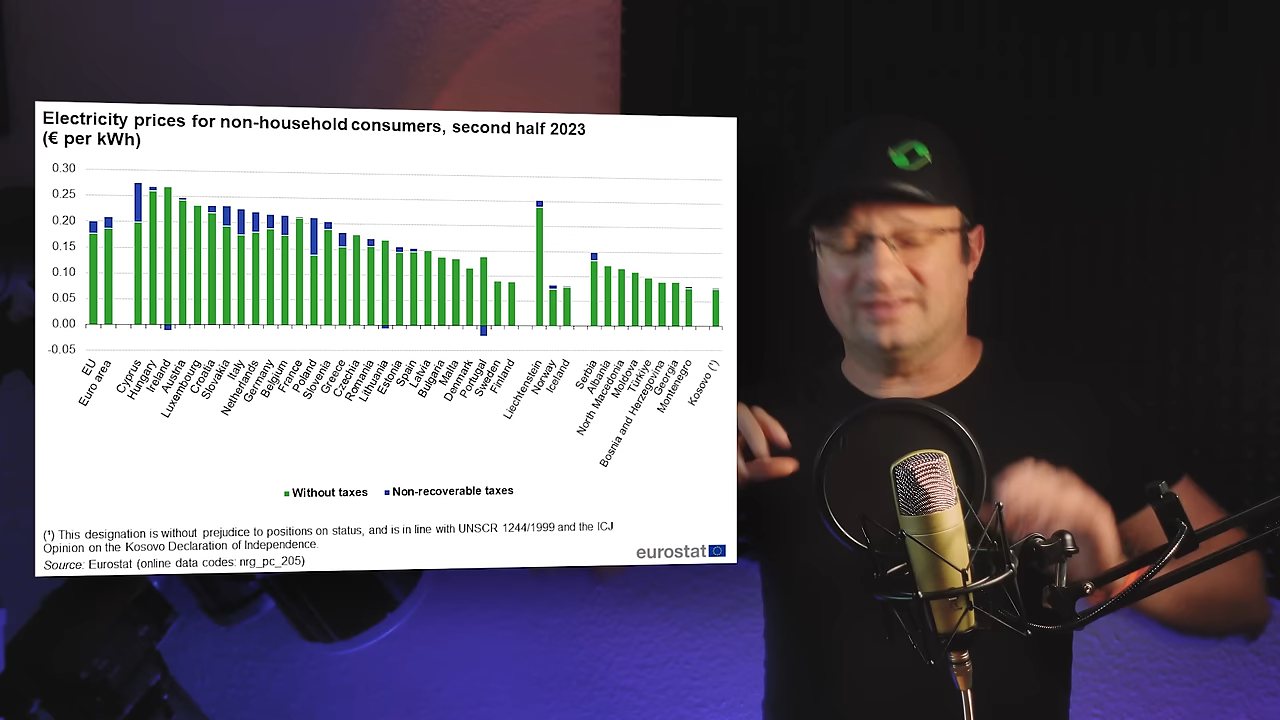 Electricity prices for non-household consumers, second half 2023
(€ per kWh)
0.30
0.25
0.20
0.15
0.10
0.05
0.00
-0.05
EU
Euro area
Cyprus
Hungary
Ireland
Austria
Luxembourg
Croatia
Slovakia
Italy
Netherlands
Germany
Belgium
France
Poland
Slovenia
Greece
Czechia
Romania
Lithuania
Estonia
Spain
Latvia
Bulgaria
Malta
Denmark
Portugal
Sweden
Finland
Liechtenstein
Norway
Iceland
Serbia
Albania
North Macedonia
Moldova
Türkiye
Bosnia and Herzegovina
Georgia
Montenegro
Kosovo (¹)
Without taxes
Non-recoverable taxes
(¹) This designation is without prejudice to positions on status, and is in line with UNSCR 1244/1999 and the ICJ
Opinion on the Kosovo Declaration of Independence.
Source: Eurostat (online data codes: nrg_pc_205)
eurostat